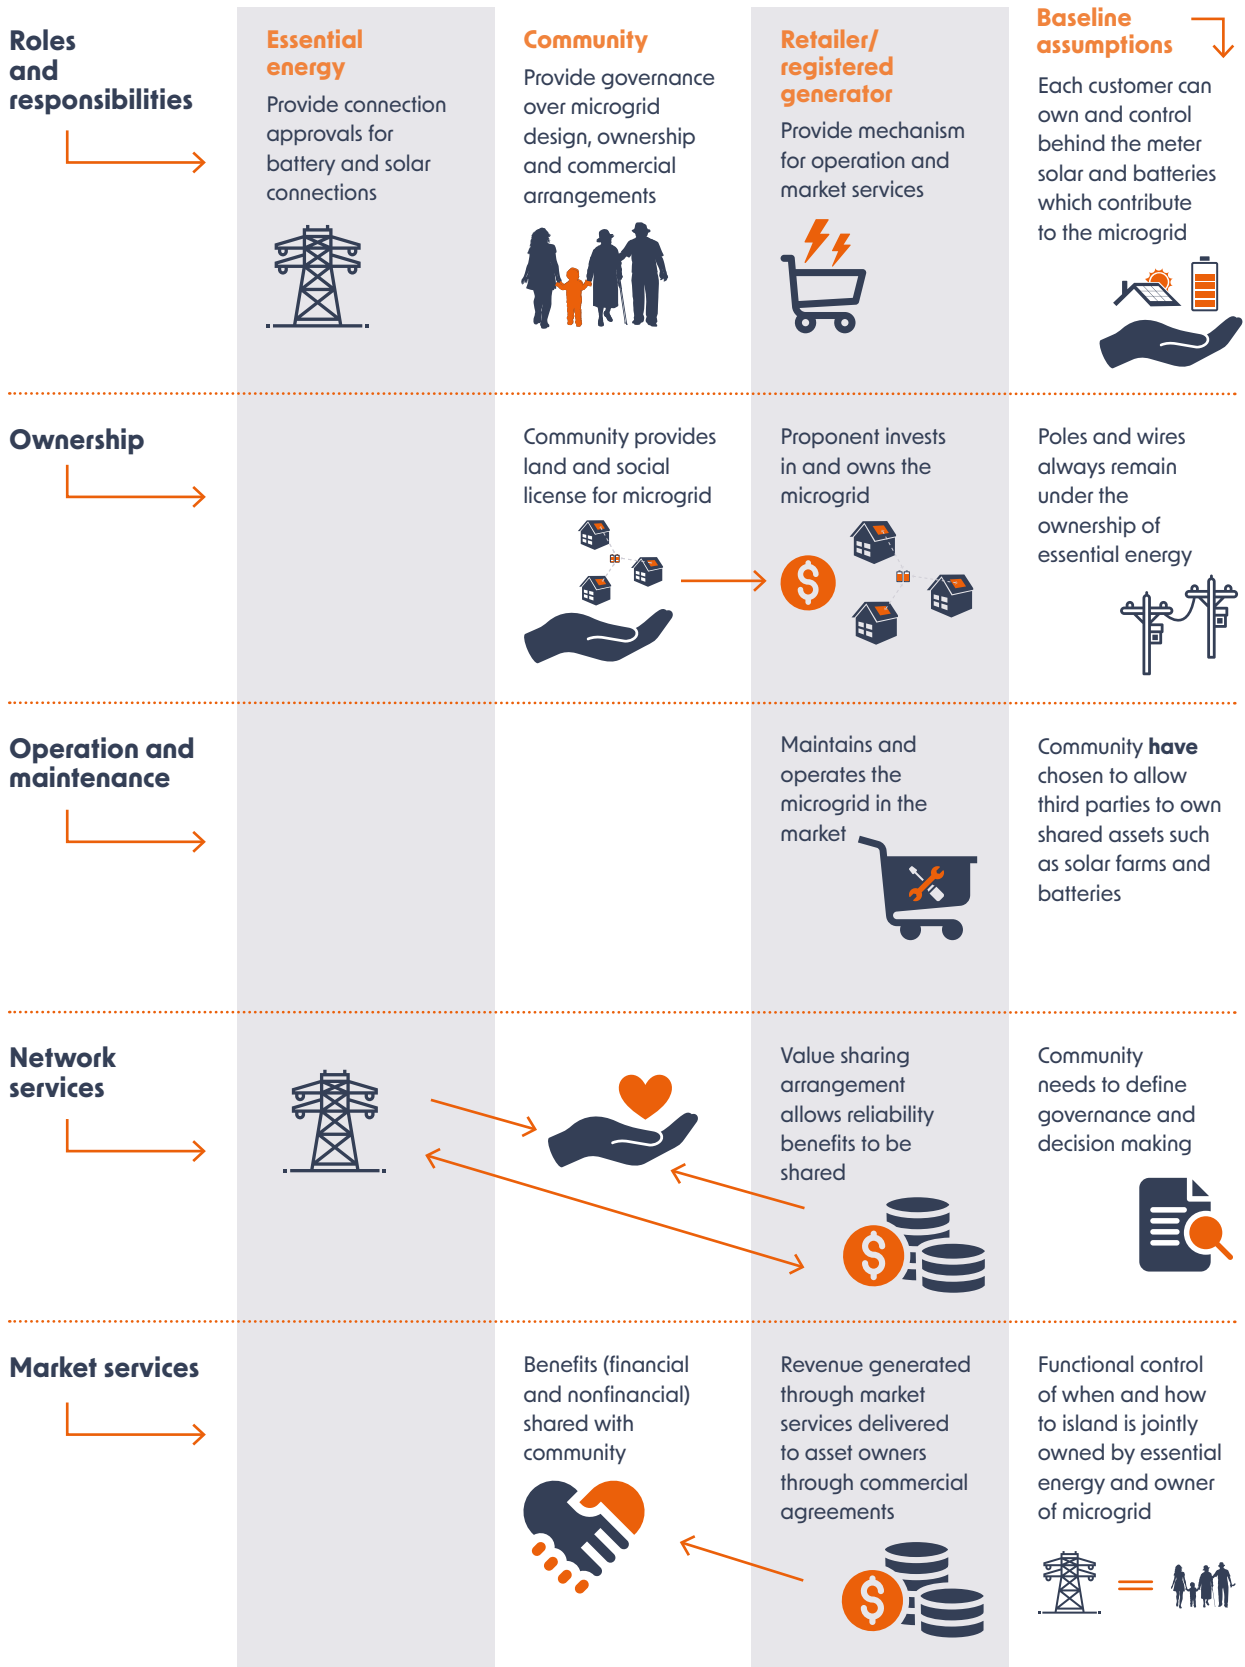 Roles
and
responsibilities
Essential
energy
Provide connection
approvals for
battery and solar
connections
Community
Provide governance
over microgrid
design, ownership
and commercial
arrangements
Retailer/
registered
generator
Provide mechanism
for operation and
market services
Baseline
assumptions
Each customer can
own and control
behind the meter
solar and batteries
which contribute
to the microgrid
Ownership
Community provides
land and social
license for microgrid
Proponent invests
in and owns the
microgrid
Poles and wires
always remain
under the
ownership of
essential energy
Operation and
maintenance
Maintains and
operates the
microgrid in the
market
Community have
chosen to allow
third parties to own
shared assets such
as solar farms and
batteries
Network
services
Value sharing
arrangement
allows reliability
benefits to be
shared
Community
needs to define
governance and
decision making
Market services
Benefits (financial
and nonfinancial)
shared with
community
Revenue generated
through market
services delivered
to asset owners
through commercial
agreements
Functional control
of when and how
to island is jointly
owned by essential
energy and owner
of microgrid